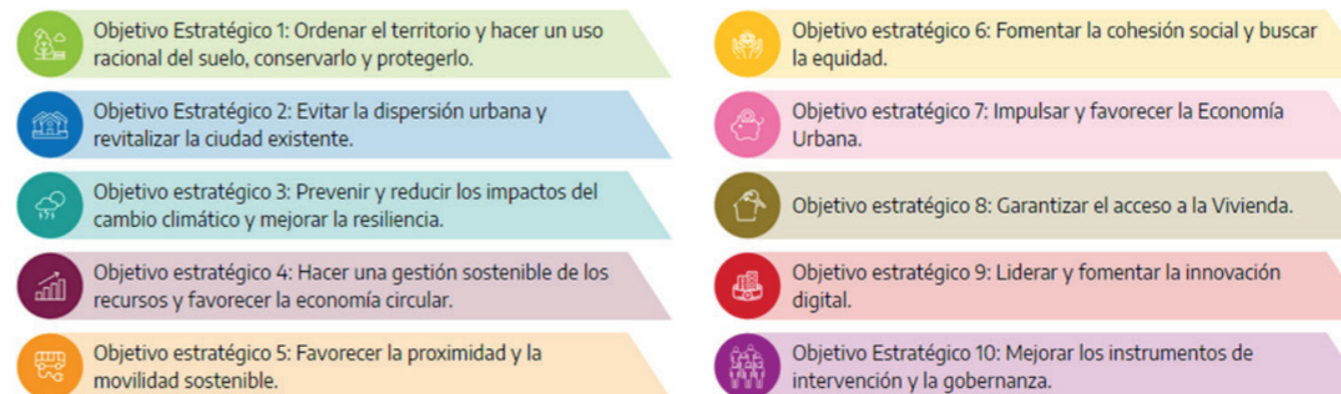 Objetivo Estratégico 1: Ordenar el territorio y hacer un uso
racional del suelo, conservarlo y protegerlo.
Objetivo Estratégico 2: Evitar la dispersión urbana y
revitalizar la ciudad existente.
Objetivo estratégico 3: Prevenir y reducir los impactos del
cambio climático y mejorar la resiliencia.
Objetivo estratégico 4: Hacer una gestión sostenible de los
recursos y favorecer la economía circular.
Objetivo estratégico 5: Favorecer la proximidad y la
movilidad sostenible.
Objetivo estratégico 6: Fomentar la cohesión social y buscar
la equidad.
Objetivo estratégico 7: Impulsar y favorecer la Economía
Urbana.
Objetivo estratégico 8: Garantizar el acceso a la Vivienda.
Objetivo estratégico 9: Liderar y fomentar la innovación
digital.
Objetivo Estratégico 10: Mejorar los instrumentos de
intervención y la gobernanza.